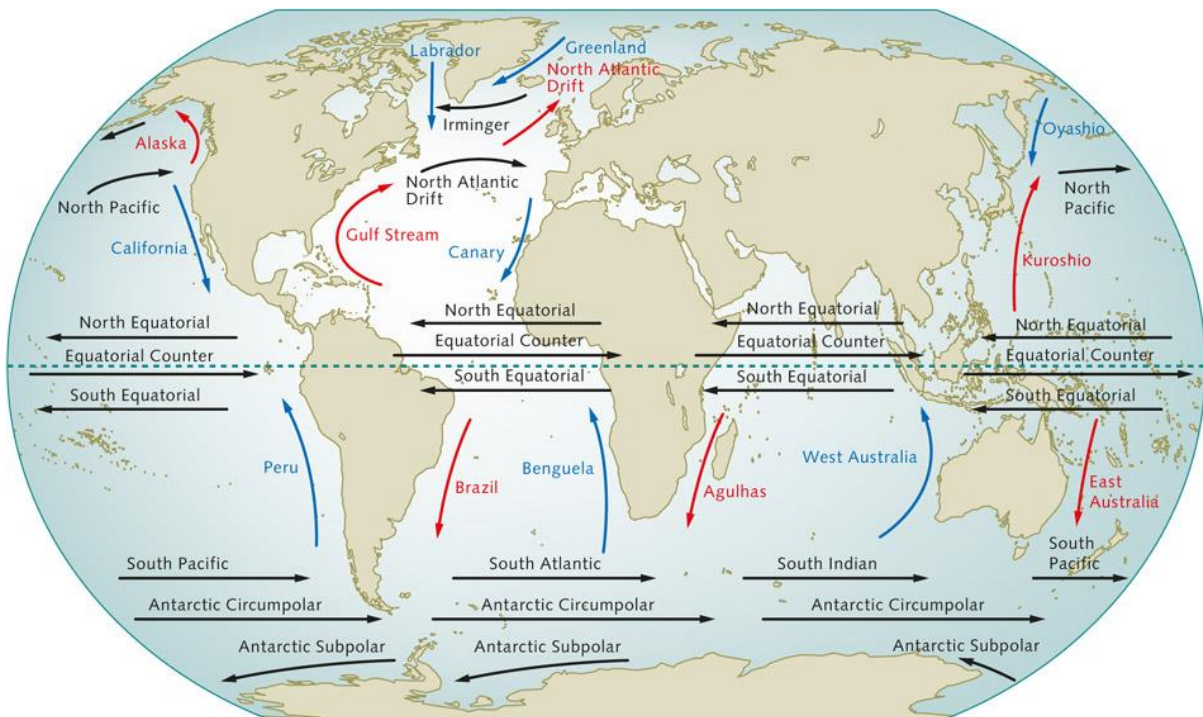 Labrador
Greenland
North Atlantic
Drift
Irminger
Alaska
Oyashio
North Pacific
North Atlantic
Drift
North
Pacific
California
Gulf Stream
Canary
Kuroshio
North Equatorial
North Equatorial
North Equatorial
North Equatorial
Equatorial Counter
Equatorial Counter
Equatorial Counter
Equatorial Counter
South Equatorial
South Equatorial
South Equatorial
South Equatorial
Peru
Brazil
Benguela
Agulhas
West Australia
East
Australia
South Pacific
South Atlantic
South Indian
South
Pacific
Antarctic Circumpolar
Antarctic Circumpolar
Antarctic Circumpolar
Antarctic Subpolar
Antarctic Subpolar
Antarctic Subpolar